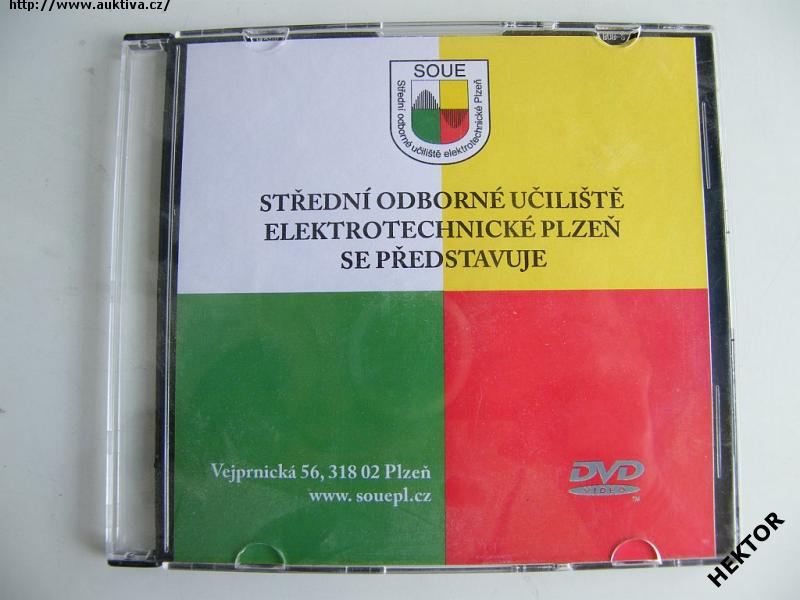 http://www.auktiva.cz/
SOUE
Střední odborné učiliště elektrotechnické Plzeň
STŘEDNÍ ODBORNÉ UČILIŠTĚ
ELEKTROTECHNICKÉ PLZEŇ
SE PŘEDSTAVUJE
Vejprnická 56, 318 02 Plzeň
www. souepl.cz
DVD
VIDEO
TM
HEKTOR